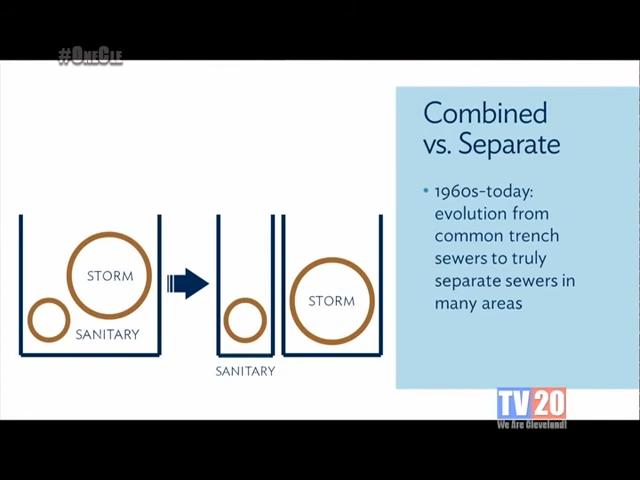 #OneCle
Combined
vs. Separate
• 1960s-today:
evolution from
common trench
sewers to truly
separate sewers in
many areas
STORM
SANITARY
STORM
SANITARY
TV20
We Are Cleveland!